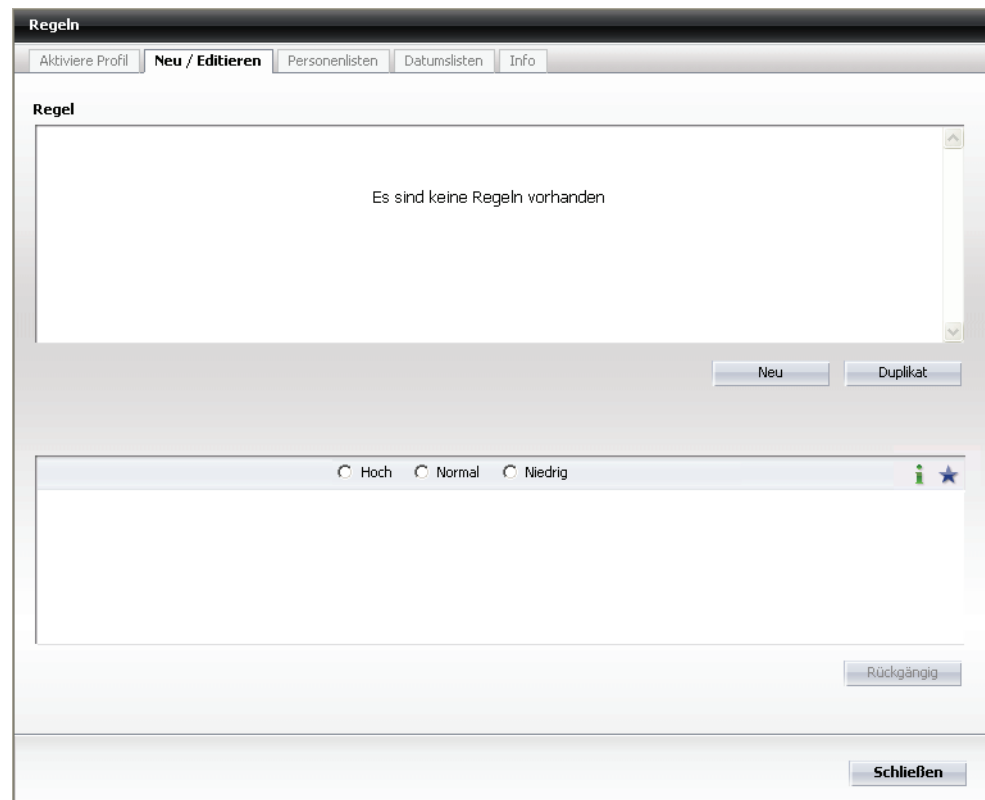 Regeln
Aktiviere Profil Neu / Editieren Personenlisten Datumslisten Info
Regel
Es sind keine Regeln vorhanden
Neu Duplikat
Hoch Normal Niedrig
Rückgängig
Schließen